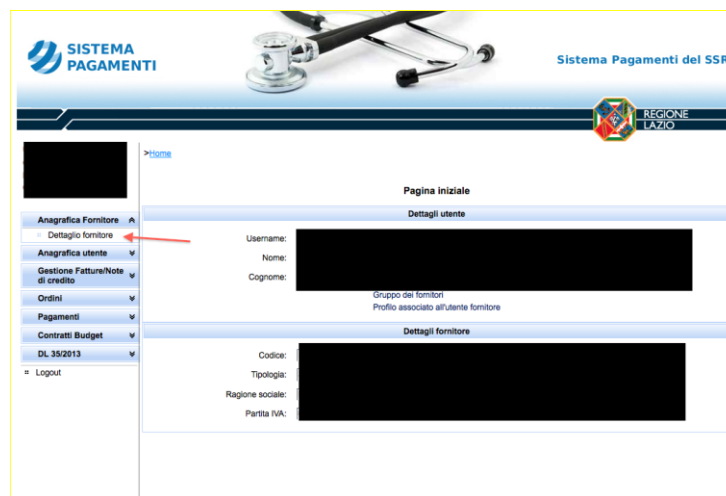 SISTEMA
PAGAMENTI
Sistema Pagamenti del SSR
REGIONE
LAZIO
>Home
Pagina iniziale
Anagrafica Fornitore
Dettaglio fornitore
Anagrafica utente
Gestione Fatture/Note
di credito
Ordini
Pagamenti
Contratti Budget
DL 35/2013
Logout
Dettagli utente
Username:
Nome:
Cognome:
Gruppo dei fornitori
Profilo associato all'utente fornitore
Dettagli fornitore
Codice:
Tipologia:
Ragione sociale:
Partita IVA: